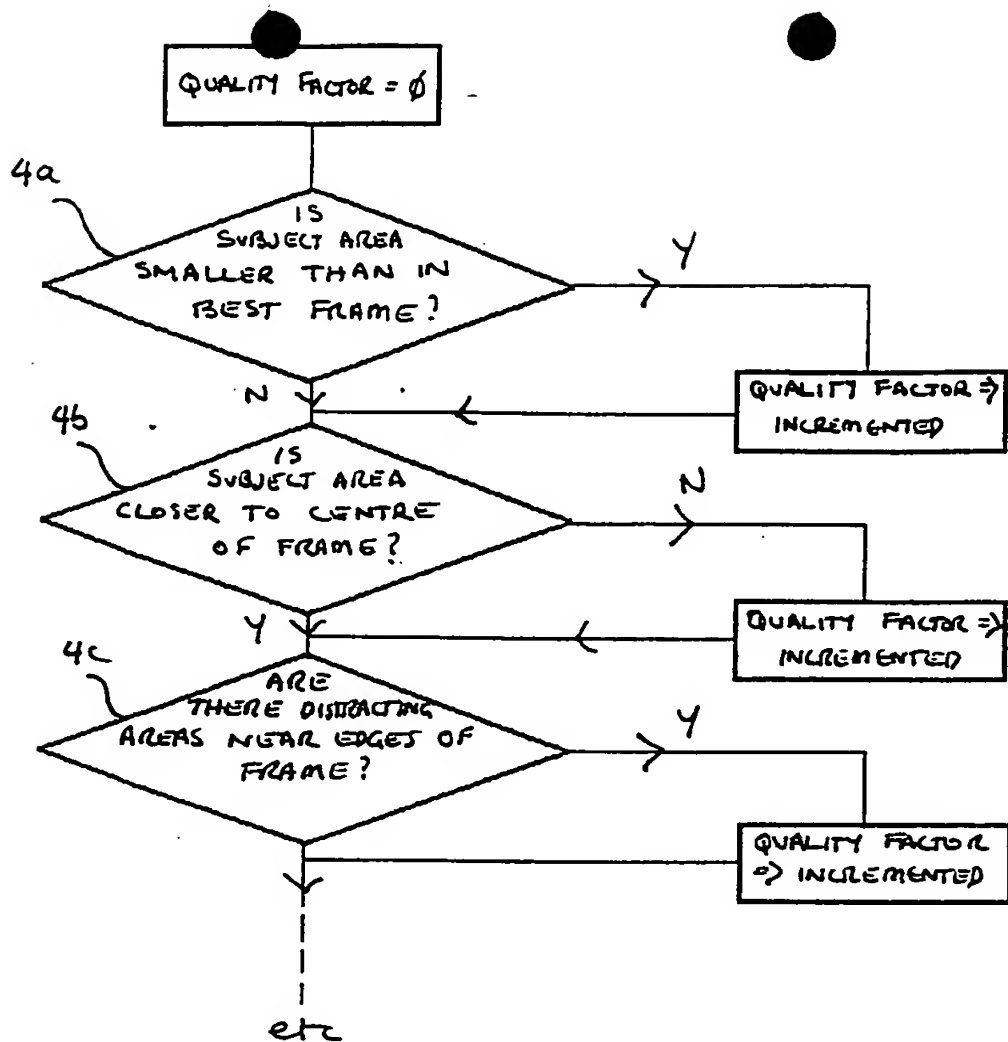 QUALITY FACTOR = ∅
4a
IS
SUBJECT AREA
SMALLER THAN IN
BEST FRAME?
Y
N
QUALITY FACTOR ⇒
INCREMENTED
4b
IS
SUBJECT AREA
CLOSER TO CENTRE
OF FRAME?
N
Y
QUALITY FACTOR ⇒
INCREMENTED
4c
ARE
THERE DISTRACTING
AREAS NEAR EDGES OF
FRAME?
Y
QUALITY FACTOR
⇒ INCREMENTED
etc